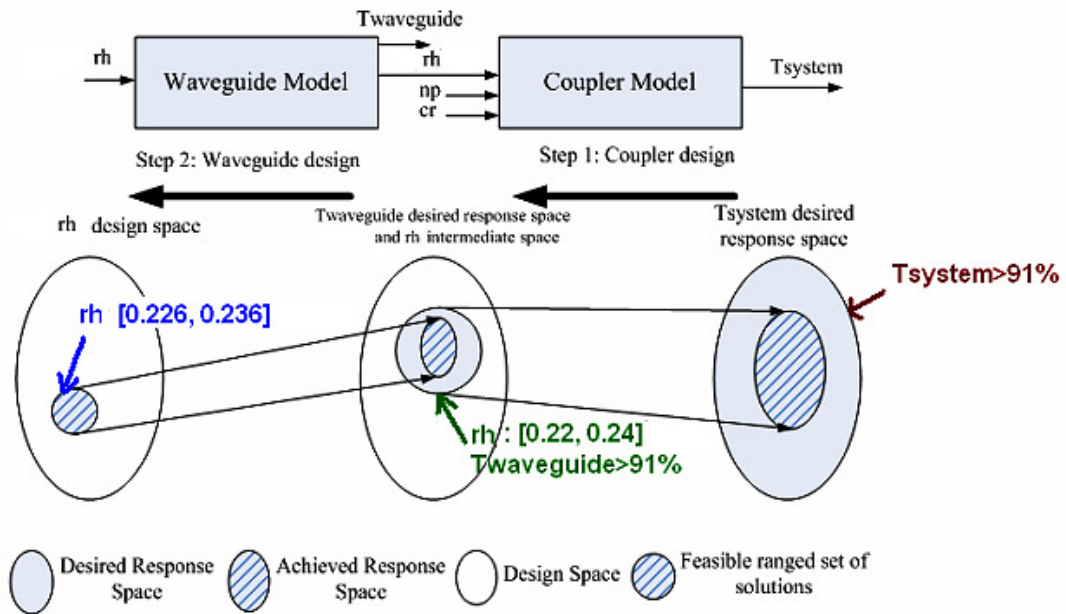 Twaveguide
rh
Waveguide Model
rh
np
cr
Coupler Model
Tsystem
Step 2: Waveguide design
Step 1: Coupler design
rh design space
Twaveguide desired response space
and rh intermediate space
Tsystem desired
response space
Tsystem>91%
rh [0.226, 0.236]
rh : [0.22, 0.24]
Twaveguide>91%
Desired Response
Space
Achieved Response
Space
Design Space
Feasible ranged set of
solutions